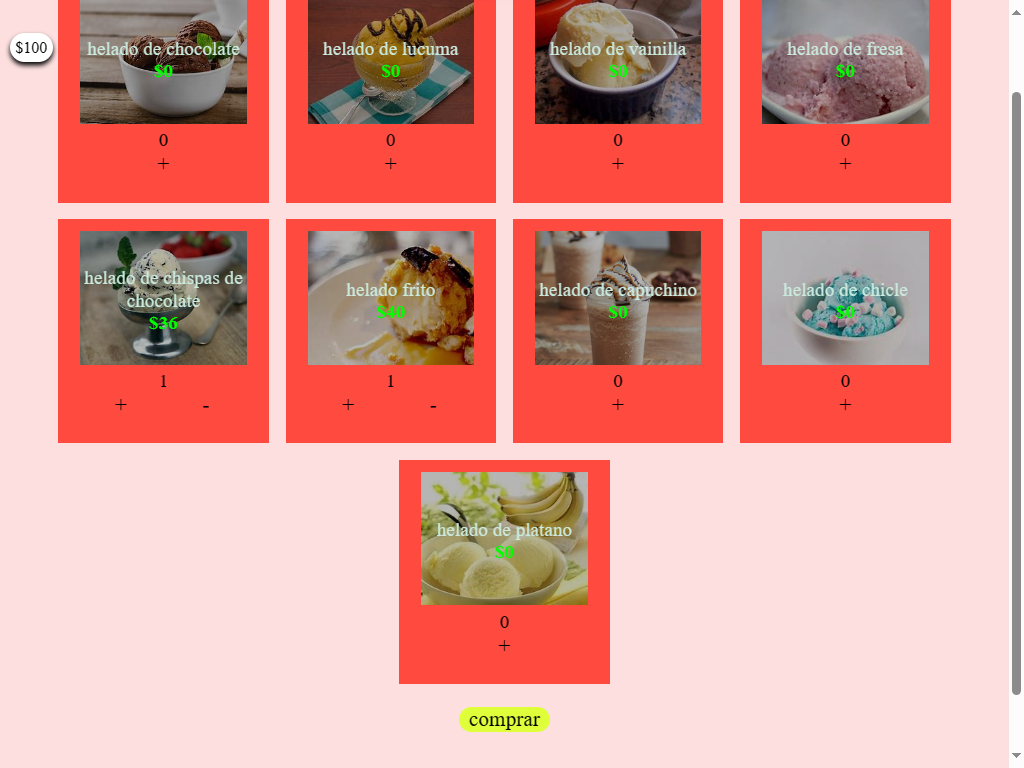 $100
helado de chocolate
$0
0
+
helado de lucuma
$0
0
+
helado de vainilla
$0
0
+
helado de fresa
$0
0
+
helado de chispas de
chocolate
$36
1
+ -
helado frito
$40
1
+ -
helado de capuchino
$0
0
+
helado de chicle
$0
0
+
helado de platano
$0
0
+
comprar